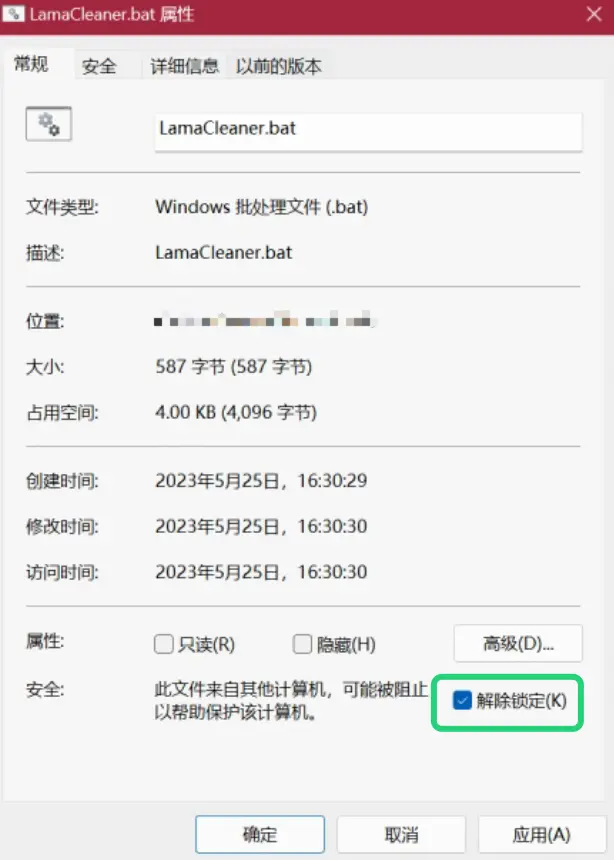 LamaCleaner.bat 属性
常规 安全 详细信息 以前的版本
LamaCleaner.bat
文件类型: Windows 批处理文件 (.bat)
描述: LamaCleaner.bat
位置:
大小: 587 字节 (587 字节)
占用空间: 4.00 KB (4,096 字节)
创建时间: 2023年5月25日，16:30:29
修改时间: 2023年5月25日，16:30:30
访问时间: 2023年5月25日，16:30:30
属性: 只读(R) 隐藏(H) 高级(D)...
安全: 此文件来自其他计算机，可能被阻止 解除锁定(K)
以帮助保护该计算机。
确定 取消 应用(A)